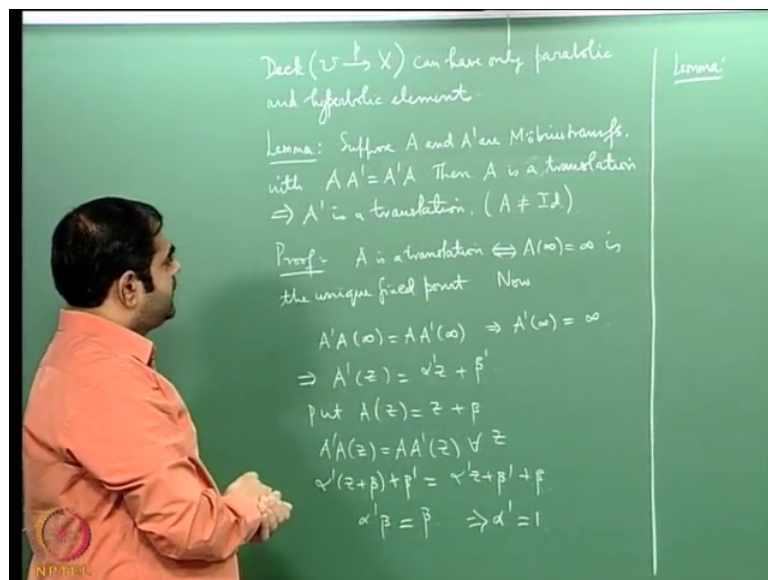 Deck (U →p X) can have only parabolic
and hyperbolic element.
Lemma: Suppose A and A' are Möbius transfs.
with AA' = A'A Then A is a translation
⇒ A' is a translation. (A ≠ Id)
Proof:- A is a translation ⇔ A(∞) = ∞ is
the unique fixed point Now
A'A(∞) = AA'(∞) ⇒ A'(∞) = ∞
⇒ A'(z) = α'z + β'
put A(z) = z + β
A'A(z) = AA'(z) ∀ z
α'(z+β) + β' = α'z + β' + β
α'β = β ⇒ α' = 1
Lemma:
NPTEL